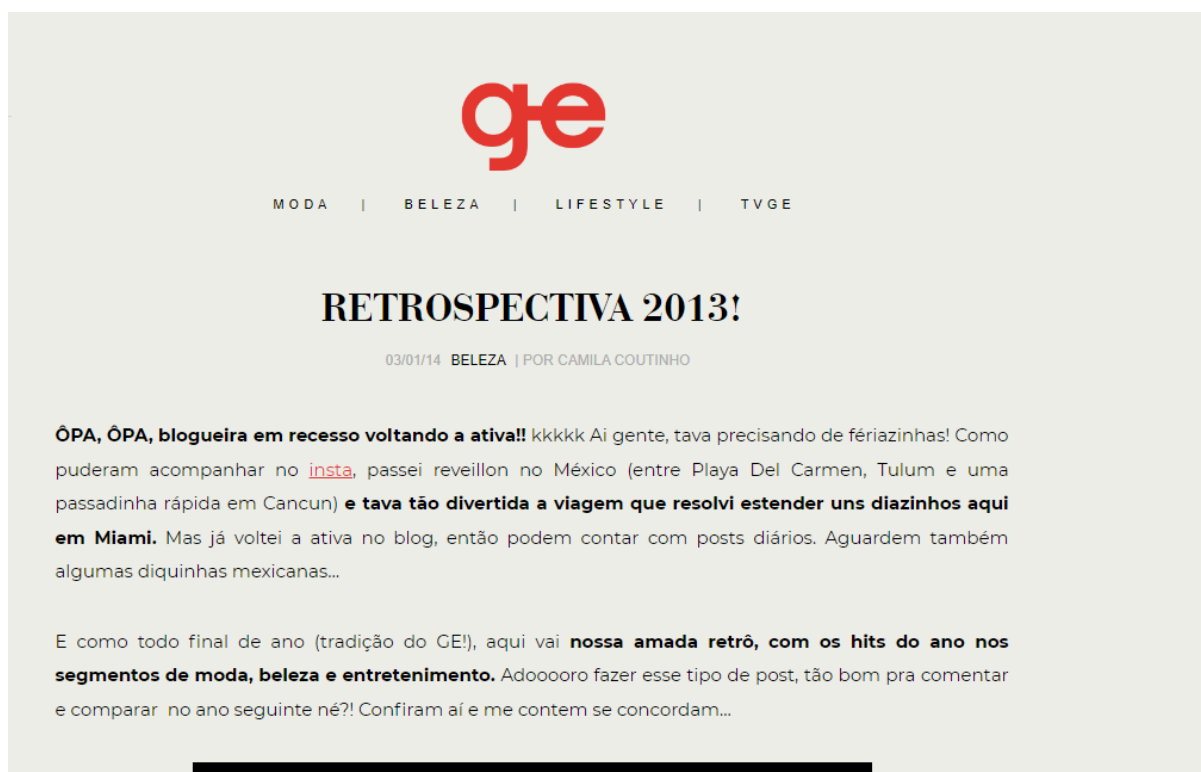 ge
MODA | BELEZA | LIFESTYLE | TVGE
RETROSPECTIVA 2013!
03/01/14 BELEZA | POR CAMILA COUTINHO
ÔPA, ÔPA, blogueira em recesso voltando a ativa!! kkkkk Ai gente, tava precisando de fériazinhas! Como
puderam acompanhar no insta, passei reveillon no México (entre Playa Del Carmen, Tulum e uma
passadinha rápida em Cancun) e tava tão divertida a viagem que resolvi estender uns diazinhos aqui
em Miami. Mas já voltei a ativa no blog, então podem contar com posts diários. Aguardem também
algumas diquinhas mexicanas...
E como todo final de ano (tradição do GE!), aqui vai nossa amada retrô, com os hits do ano nos
segmentos de moda, beleza e entretenimento. Adooooro fazer esse tipo de post, tão bom pra comentar
e comparar  no ano seguinte né?! Confiram aí e me contem se concordam...